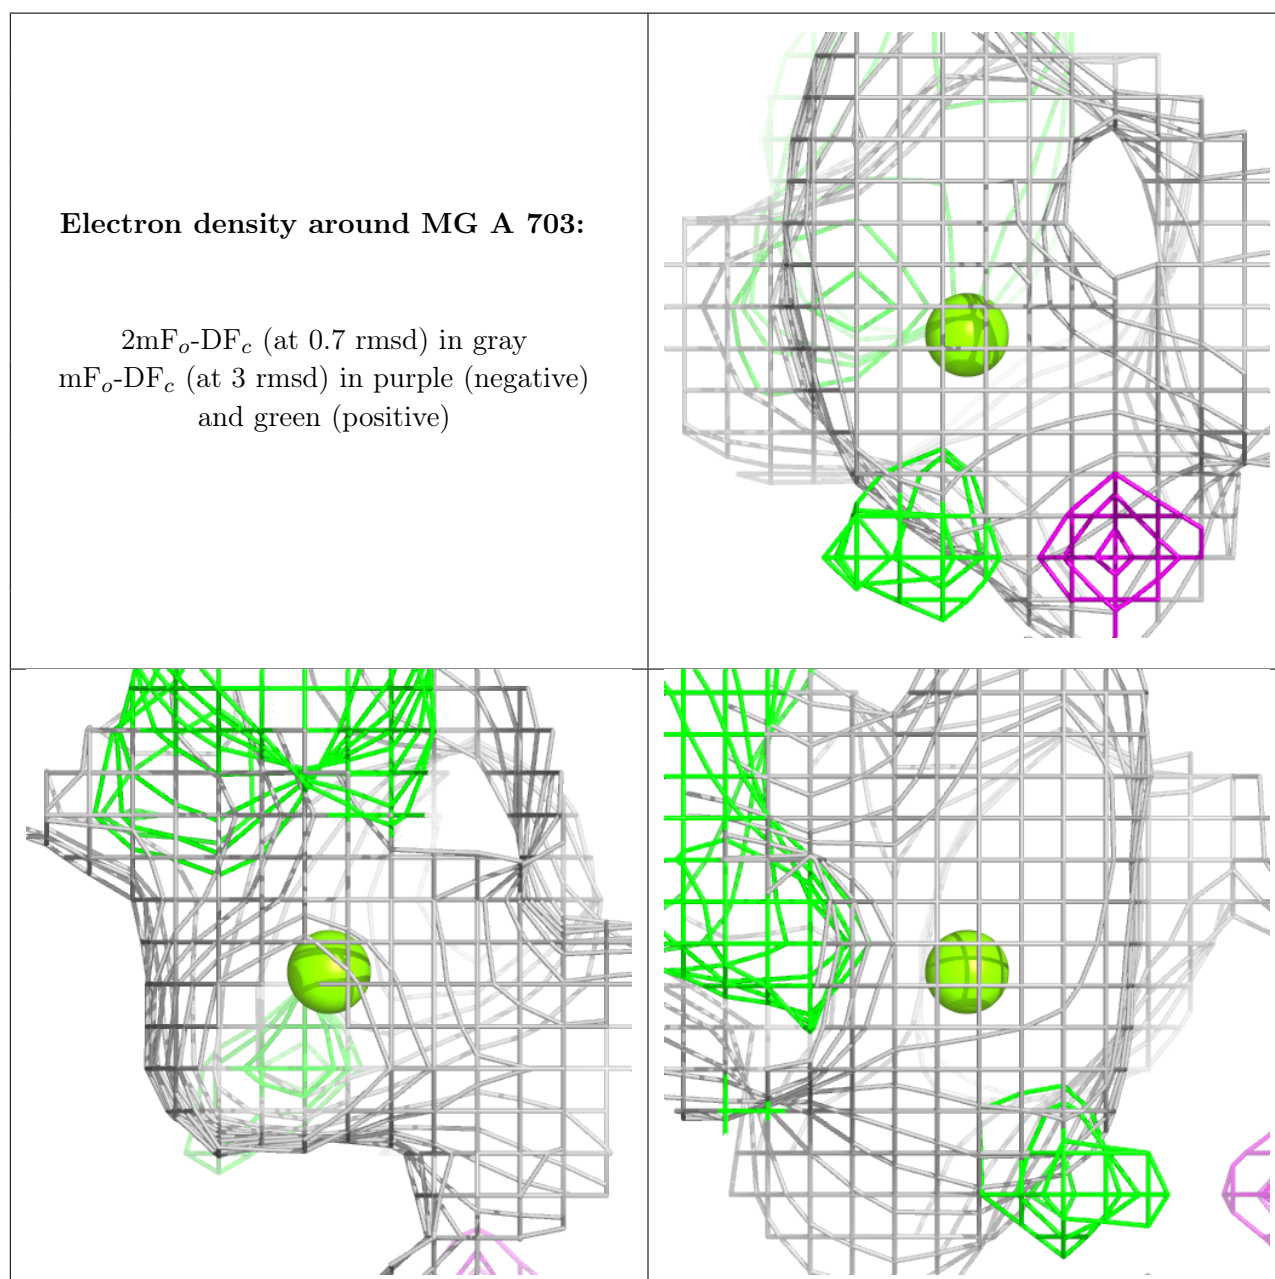 Electron density around MG A 703:
2mFo-DFc (at 0.7 rmsd) in gray
mFo-DFc (at 3 rmsd) in purple (negative)
and green (positive)